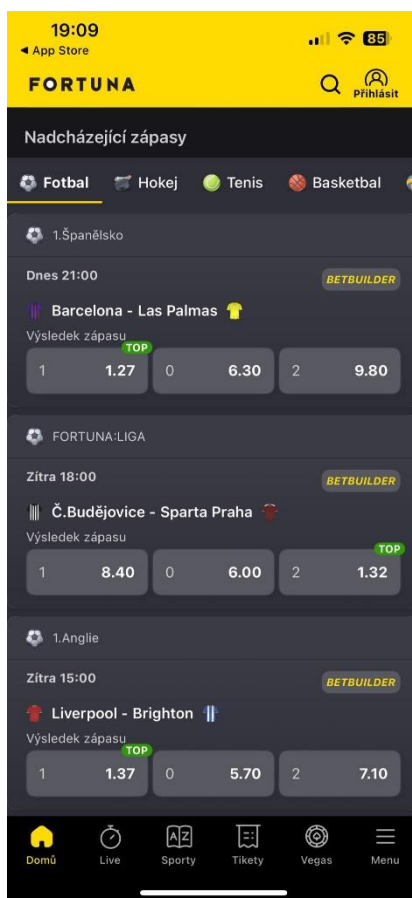 19:09
85
◀ App Store
FORTUNA
Přihlásit
Nadcházející zápasy
Fotbal Hokej Tenis Basketbal
1.Španělsko
Dnes 21:00 BETBUILDER
Barcelona - Las Palmas
Výsledek zápasu
TOP
1 1.27 0 6.30 2 9.80
FORTUNA:LIGA
Zítra 18:00 BETBUILDER
Č.Budějovice - Sparta Praha
Výsledek zápasu
TOP
1 8.40 0 6.00 2 1.32
1.Anglie
Zítra 15:00 BETBUILDER
Liverpool - Brighton
Výsledek zápasu
TOP
1 1.37 0 5.70 2 7.10
AZ
Domů Live Sporty Tikety Vegas Menu